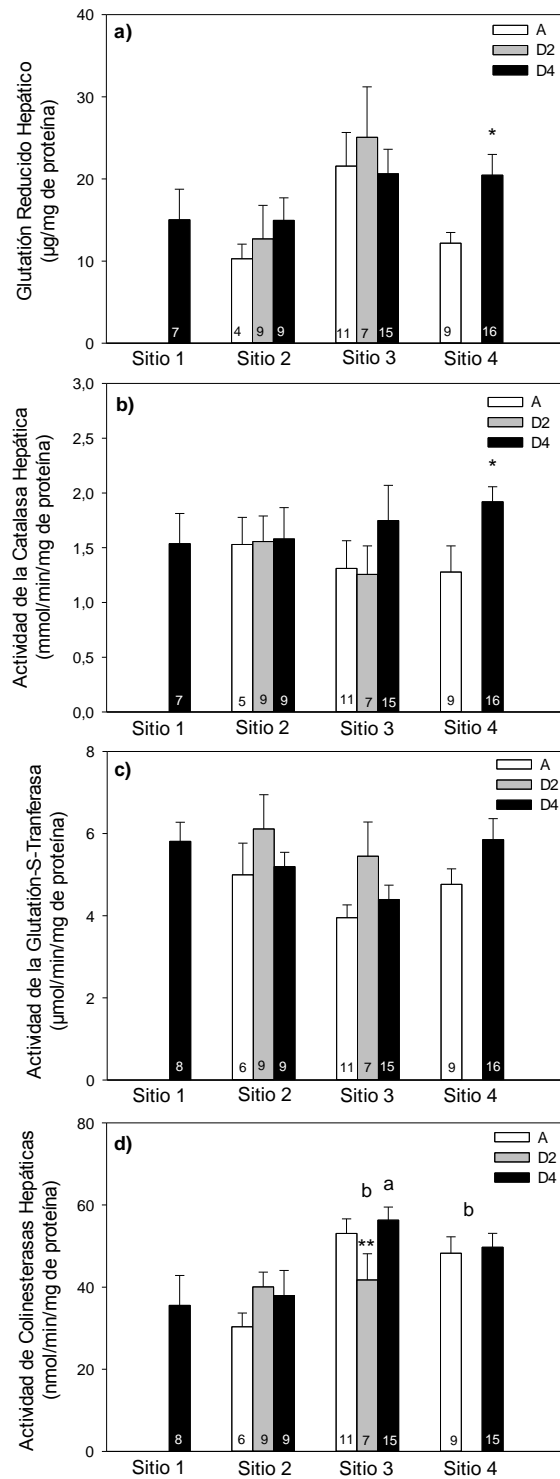 a)
A
D2
D4
Glutatión Reducido Hepático
(µg/mg de proteína)
40
30
20
10
0
*
7
4 9 9
11 7 15
9 16
Sitio 1 Sitio 2 Sitio 3 Sitio 4
b)
A
D2
D4
Actividad de la Catalasa Hepática
(mmol/min/mg de proteína)
3,0
2,5
2,0
1,5
1,0
0,5
0,0
*
7
5 9 9
11 7 15
9 16
Sitio 1 Sitio 2 Sitio 3 Sitio 4
c)
A
D2
D4
Actividad de la Glutatión-S-Tranferasa
(µmol/min/mg de proteína)
8
6
4
2
0
8
6 9 9
11 7 15
9 16
Sitio 1 Sitio 2 Sitio 3 Sitio 4
d)
A
D2
D4
Actividad de Colinesterasas Hepáticas
(nmol/min/mg de proteína)
80
60
40
20
0
b a
b
**
8
6 9 9
11 7 15
9 15
Sitio 1 Sitio 2 Sitio 3 Sitio 4